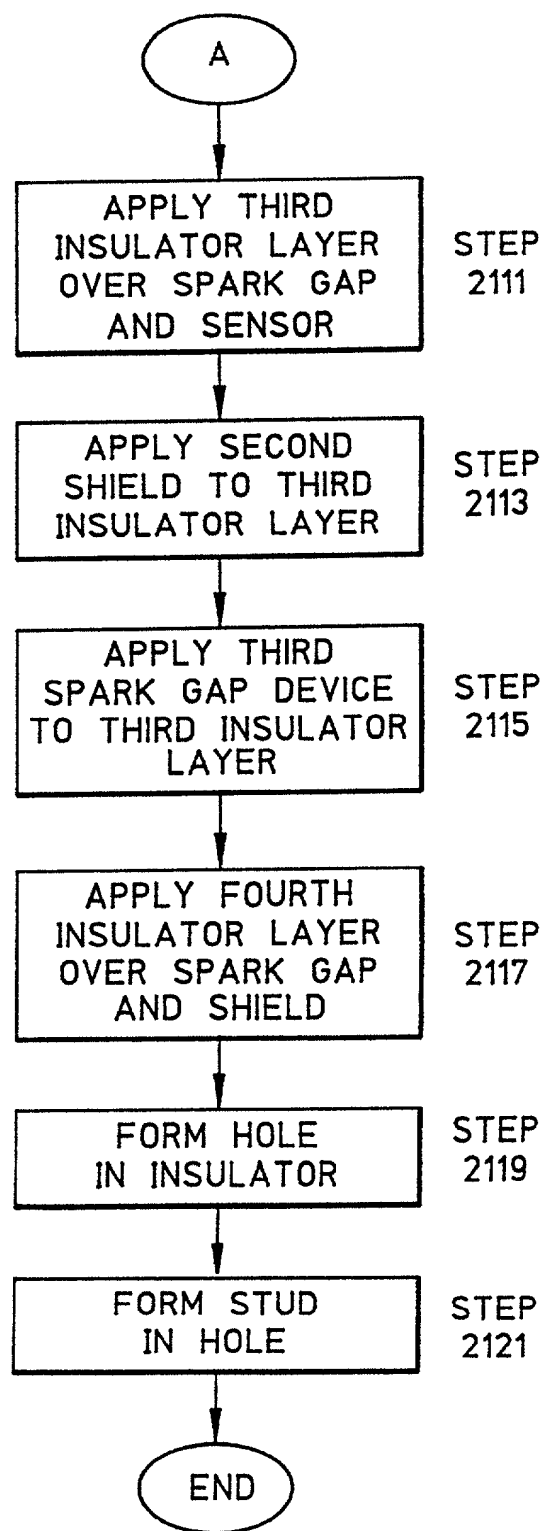 A
APPLY THIRD
INSULATOR LAYER
OVER SPARK GAP
AND SENSOR
STEP
2111
APPLY SECOND
SHIELD TO THIRD
INSULATOR LAYER
STEP
2113
APPLY THIRD
SPARK GAP DEVICE
TO THIRD INSULATOR
LAYER
STEP
2115
APPLY FOURTH
INSULATOR LAYER
OVER SPARK GAP
AND SHIELD
STEP
2117
FORM HOLE
IN INSULATOR
STEP
2119
FORM STUD
IN HOLE
STEP
2121
END